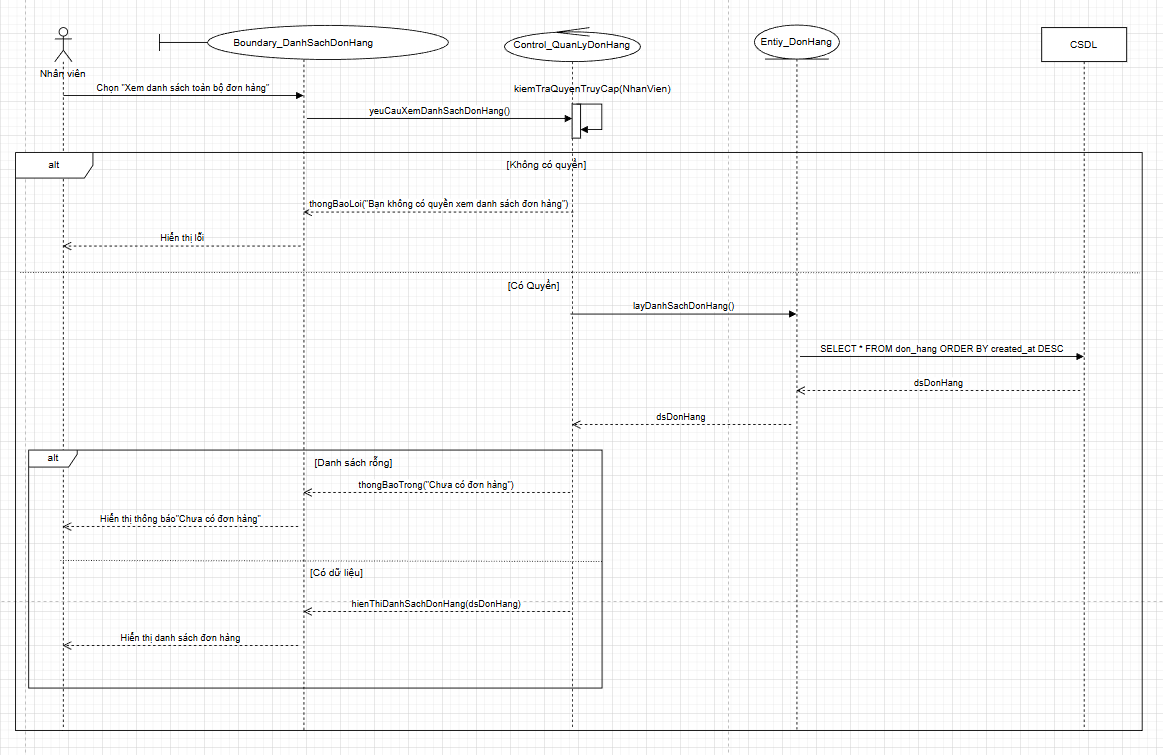 Boundary_DanhSachDonHang
Control_QuanLyDonHang
Entiy_DonHang
CSDL
Nhân viên
Chọn "Xem danh sách toàn bộ đơn hàng"
kiemTraQuyenTruyCap(NhanVien)
yeuCauXemDanhSachDonHang()
alt
[Không có quyền]
thongBaoLoi("Bạn không có quyền xem danh sách đơn hàng")
Hiển thị lỗi
[Có Quyền]
layDanhSachDonHang()
SELECT * FROM don_hang ORDER BY created_at DESC
dsDonHang
dsDonHang
alt
[Danh sách rỗng]
thongBaoTrong("Chưa có đơn hàng")
Hiển thị thông báo"Chưa có đơn hàng"
[Có dữ liệu]
hienThiDanhSachDonHang(dsDonHang)
Hiển thị danh sách đơn hàng